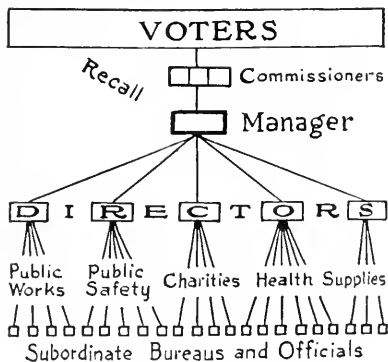 VOTERS
Recall
Commissioners
Manager
DIRECTORS
Public Works
Public Safety
Charities
Health
Supplies
Subordinate Bureaus and Officials